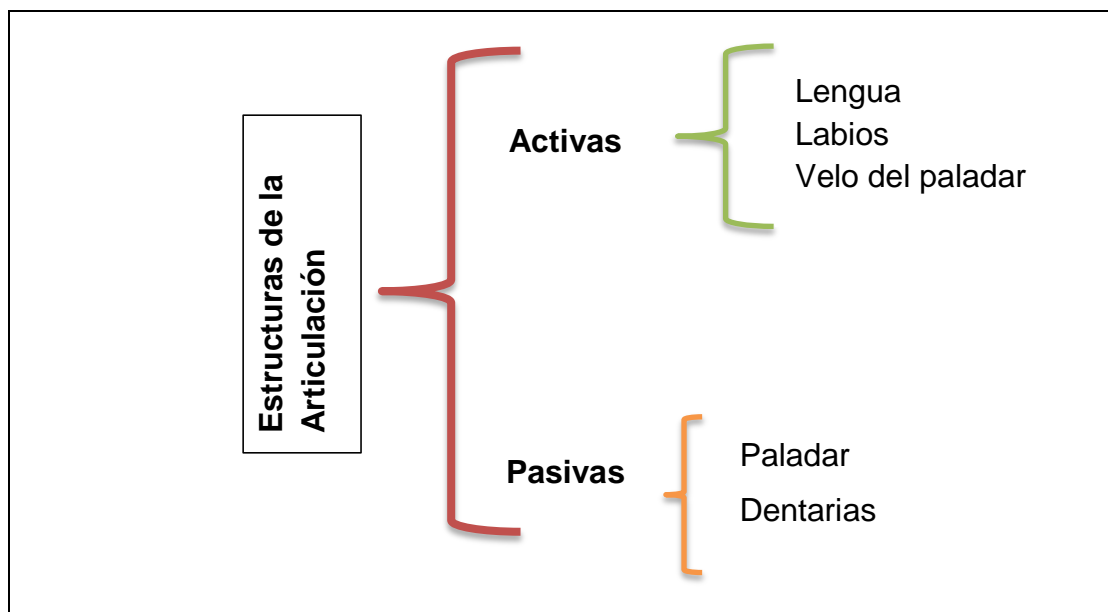 Estructuras de la
Articulación
Activas
Lengua
Labios
Velo del paladar
Pasivas
Paladar
Dentarias